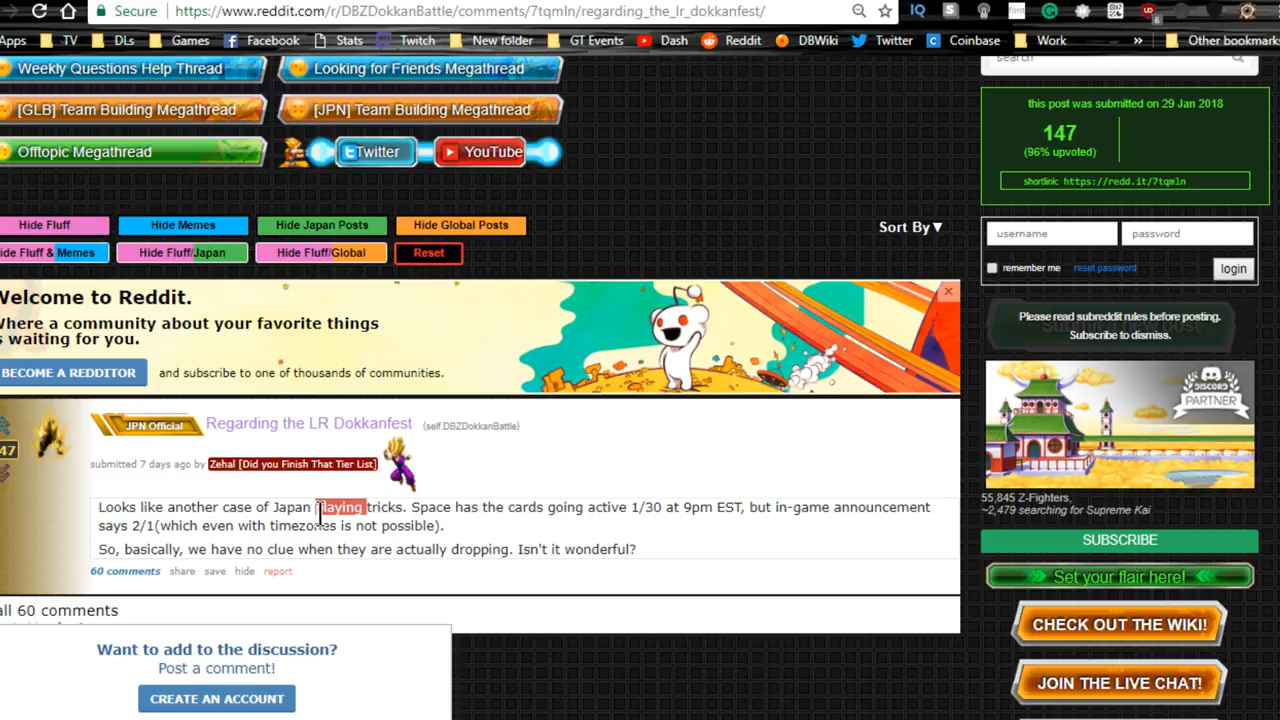 Secure https://www.reddit.com/r/DBZDokkanBattle/comments/7tqmln/regarding_the_lr_dokkanfest/
Apps TV DLs Games Facebook Stats Twitch New folder GT Events Dash Reddit DBWiki Twitter Coinbase Work » Other bookmarks
Weekly Questions Help Thread Looking for Friends Megathread
[GLB] Team Building Megathread [JPN] Team Building Megathread
Offtopic Megathread Twitter YouTube
search
this post was submitted on 29 Jan 2018
147
(96% upvoted)
shortlink: https://redd.it/7tqmln
Hide Fluff Hide Memes Hide Japan Posts Hide Global Posts
ide Fluff & Memes Hide Fluff/Japan Hide Fluff/Global Reset
Sort By▼
username password
remember me reset password login
Welcome to Reddit.
Where a community about your favorite things
s waiting for you.
BECOME A REDDITOR and subscribe to one of thousands of communities.
Please read subreddit rules before posting.
Subscribe to dismiss.
DISCORD
PARTNER
47
JPN Official Regarding the LR Dokkanfest (self.DBZDokkanBattle)
submitted 7 days ago by Zehal [Did you Finish That Tier List]
Looks like another case of Japan playing tricks. Space has the cards going active 1/30 at 9pm EST, but in-game announcement
says 2/1(which even with timezones is not possible).
So, basically, we have no clue when they are actually dropping. Isn't it wonderful?
60 comments share save hide report
55,845 Z-Fighters,
~2,479 searching for Supreme Kai
SUBSCRIBE
Set your flair here!
CHECK OUT THE WIKI!
JOIN THE LIVE CHAT!
all 60 comments
Want to add to the discussion?
Post a comment!
CREATE AN ACCOUNT